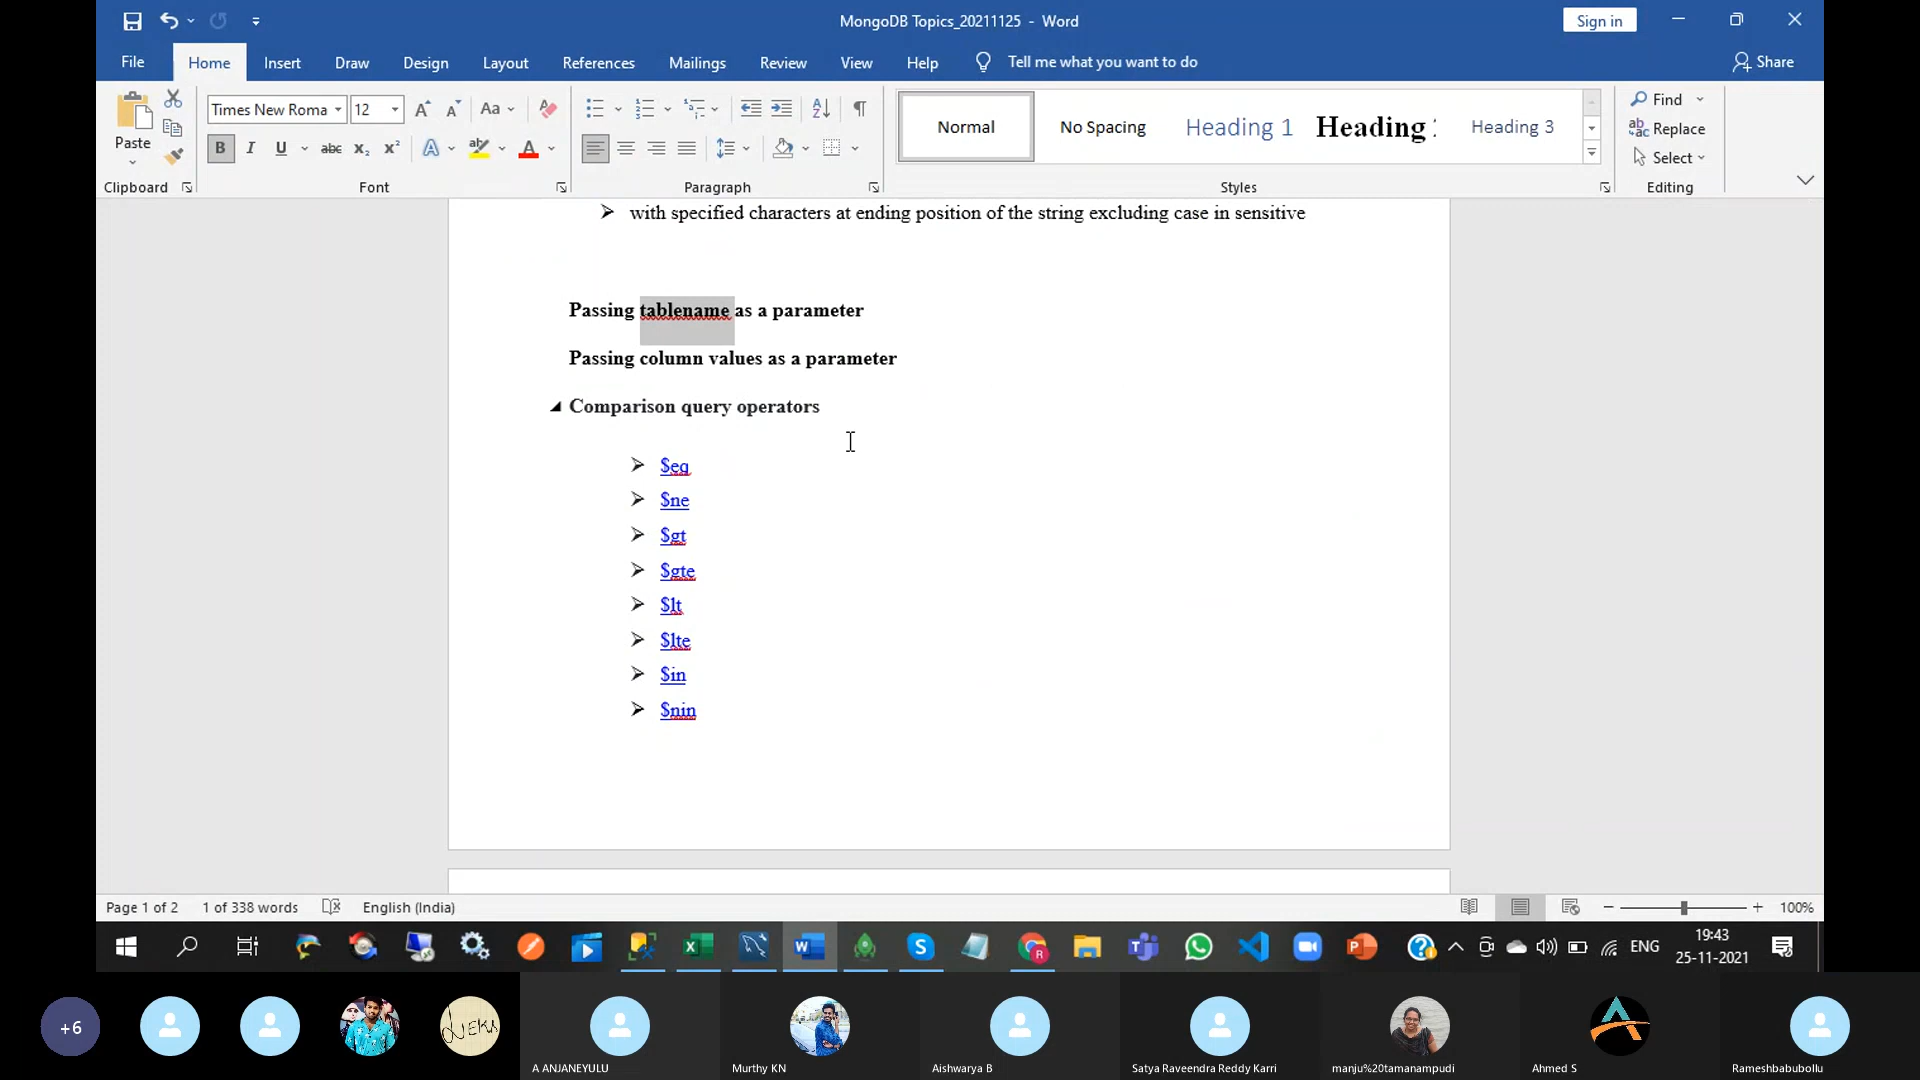 MongoDB Topics_20211125 - Word
Sign in
File Home Insert Draw Design Layout References Mailings Review View Help Tell me what you want to do Share
Times New Roma 12 Aa
Paste
B I U abc x₂ x² A A
Normal No Spacing Heading 1 Heading Heading 3
Find
Replace
Select
Clipboard Font Paragraph Styles Editing
with specified characters at ending position of the string excluding case in sensitive
Passing tablename as a parameter
Passing column values as a parameter
Comparison query operators
$eq
$ne
$gt
$gte
$lt
$lte
$in
$nin
Page 1 of 2 1 of 338 words English (India) 100%
ENG
19:43
25-11-2021
+6
A ANJANEYULU Murthy KN Aishwarya B Satya Raveendra Reddy Karri manju%20tamanampudi Ahmed S Rameshbabubollu